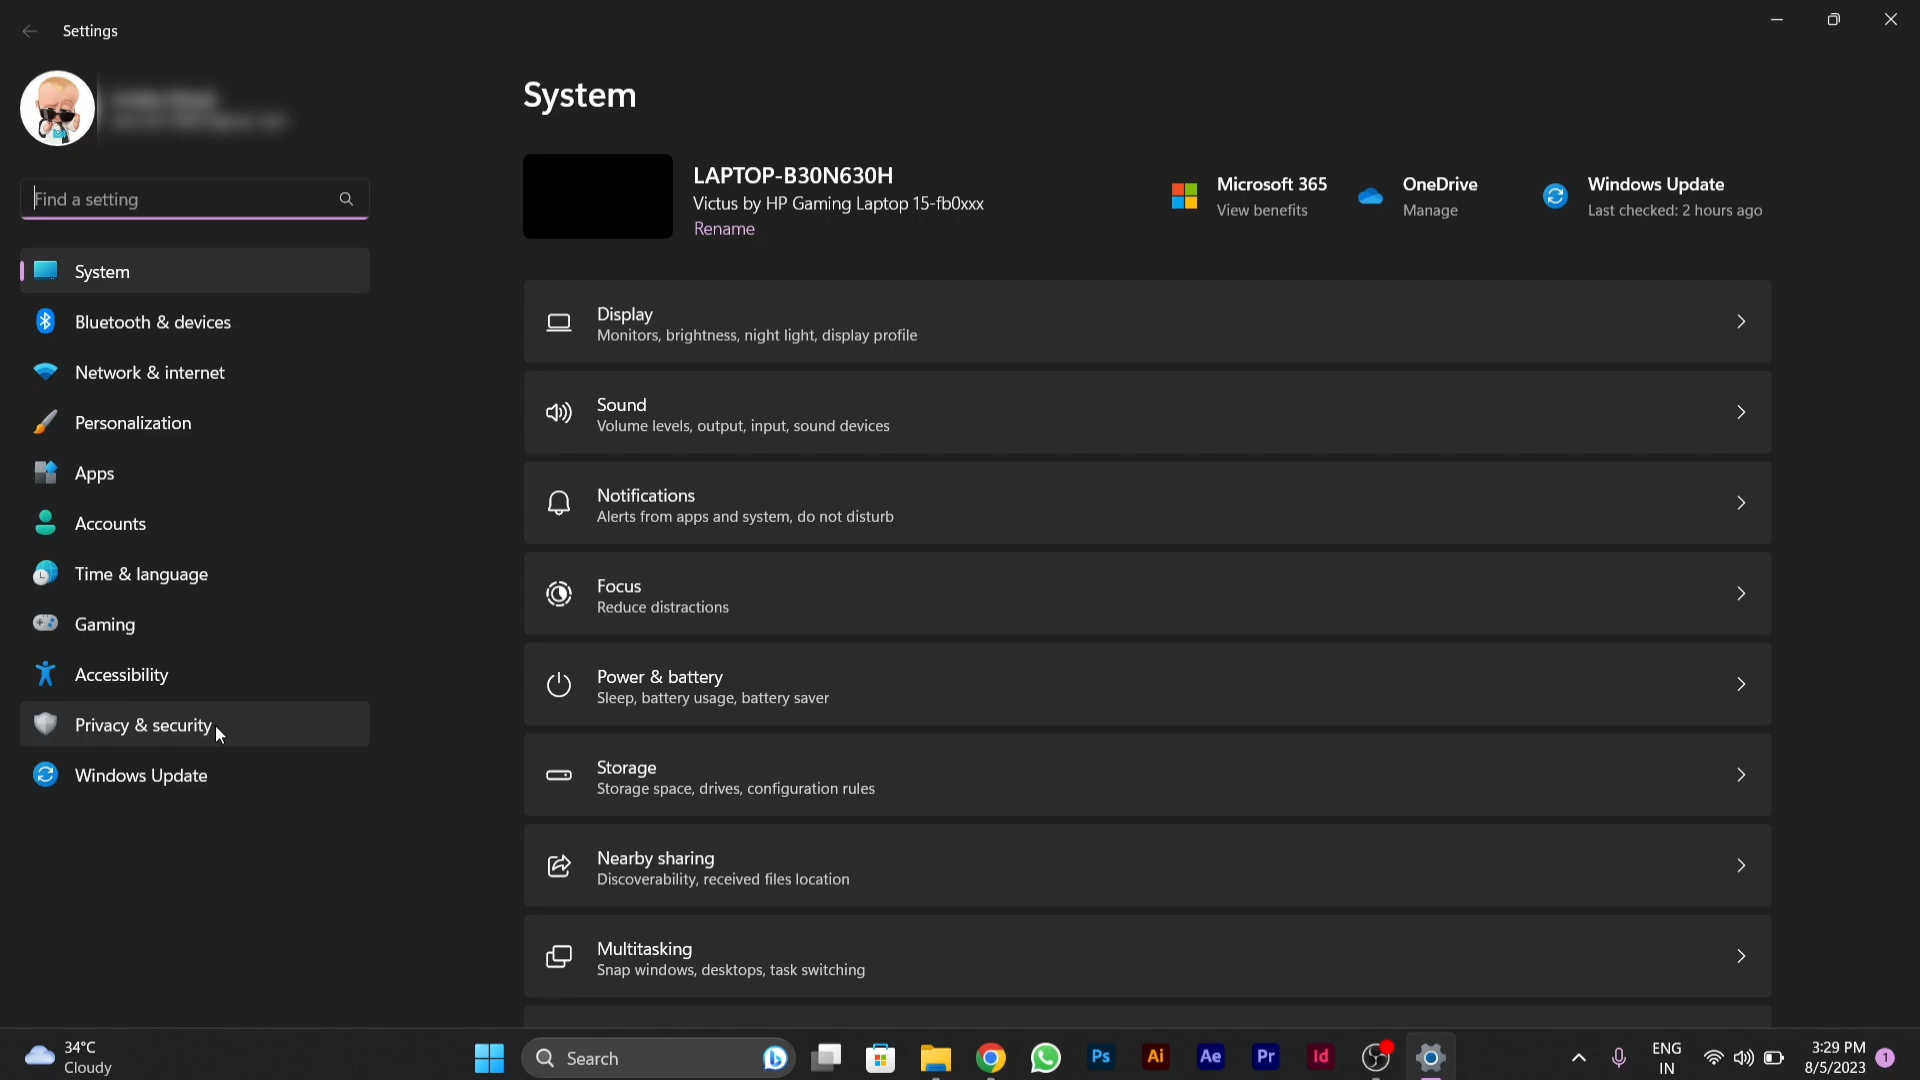 Settings
Find a setting
System
Bluetooth & devices
Network & internet
Personalization
Apps
Accounts
Time & language
Gaming
Accessibility
Privacy & security
Windows Update
System
LAPTOP-B30N630H
Victus by HP Gaming Laptop 15-fb0xxx
Rename
Microsoft 365
View benefits
OneDrive
Manage
Windows Update
Last checked: 2 hours ago
Display
Monitors, brightness, night light, display profile
Sound
Volume levels, output, input, sound devices
Notifications
Alerts from apps and system, do not disturb
Focus
Reduce distractions
Power & battery
Sleep, battery usage, battery saver
Storage
Storage space, drives, configuration rules
Nearby sharing
Discoverability, received files location
Multitasking
Snap windows, desktops, task switching
34°C
Cloudy
Search
Ps
Ai
Ae
Pr
Id
ENG
IN
3:29 PM
8/5/2023
1